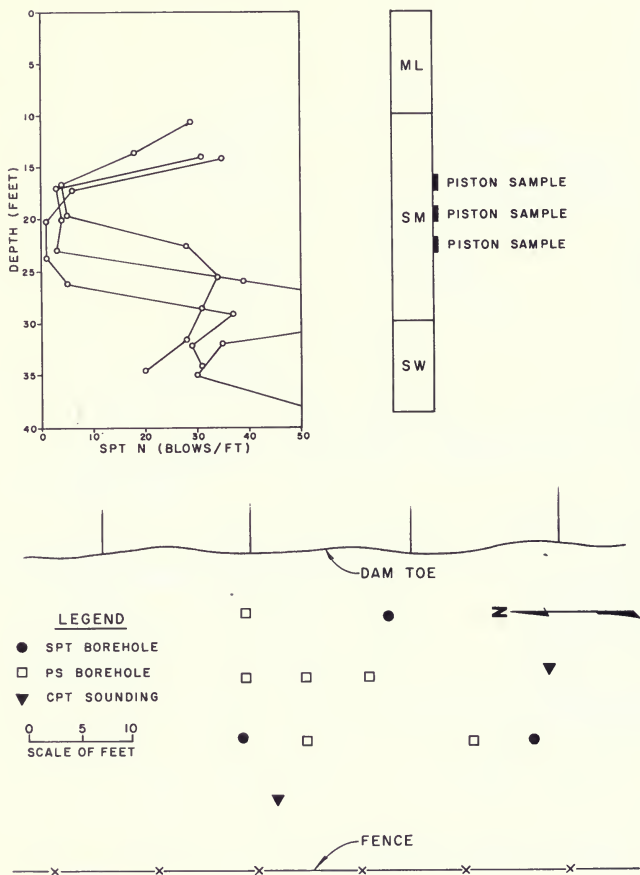 0
5
10
15
20
25
30
35
40
DEPTH (FEET)
0 10 20 30 40 50
SPT N (BLOWS/FT)
ML
SM
SW
PISTON SAMPLE
PISTON SAMPLE
PISTON SAMPLE
DAM TOE
N
LEGEND
SPT BOREHOLE
PS BOREHOLE
CPT SOUNDING
0 5 10
SCALE OF FEET
FENCE